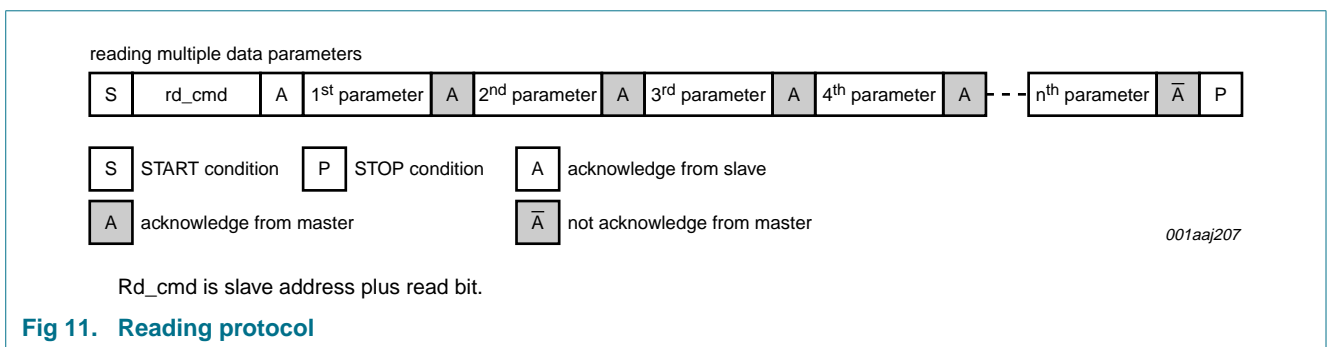 reading multiple data parameters
S rd_cmd A 1st parameter A 2nd parameter A 3rd parameter A 4th parameter A nth parameter A̅ P
S START condition P STOP condition A acknowledge from slave
A acknowledge from master A̅ not acknowledge from master
001aaj207
Rd_cmd is slave address plus read bit.
Fig 11. Reading protocol